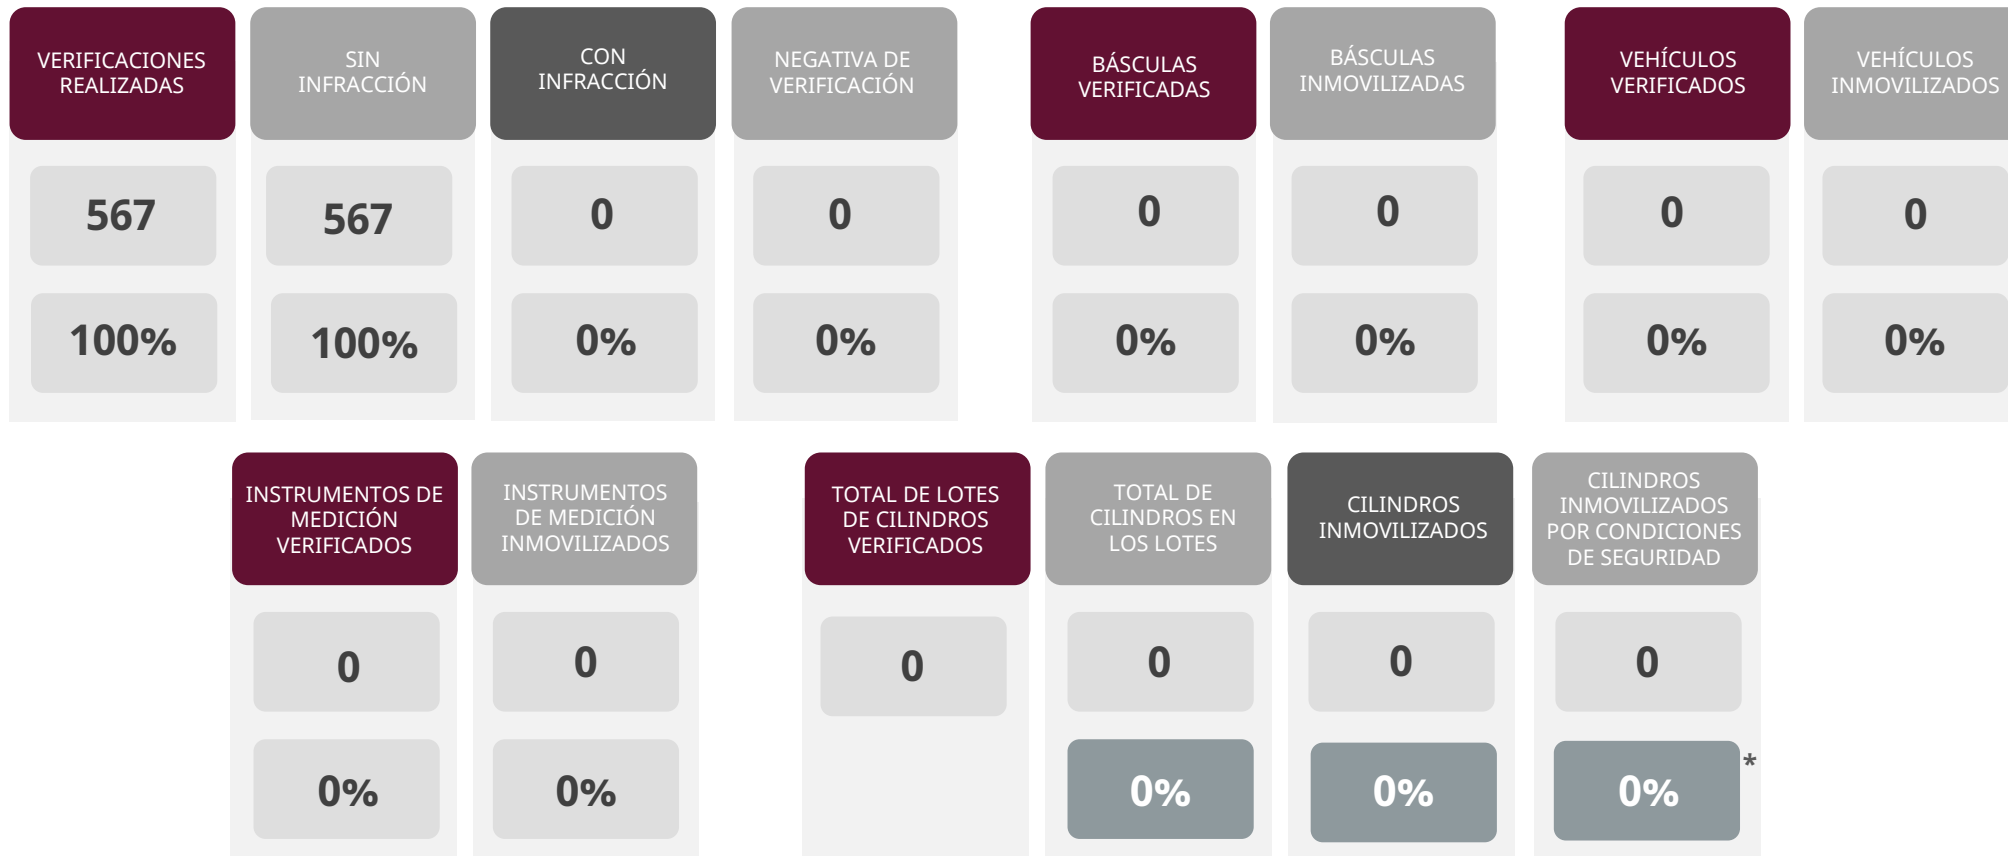 VERIFICACIONES
REALIZADAS
SIN
INFRACCIÓN
CON
INFRACCIÓN
NEGATIVA DE
VERIFICACIÓN
BÁSCULAS
VERIFICADAS
BÁSCULAS
INMOVILIZADAS
VEHÍCULOS
VERIFICADOS
VEHÍCULOS
INMOVILIZADOS
567
567
0
0
0
0
0
0
100%
100%
0%
0%
0%
0%
0%
0%
INSTRUMENTOS DE
MEDICIÓN
VERIFICADOS
INSTRUMENTOS
DE MEDICIÓN
INMOVILIZADOS
TOTAL DE LOTES
DE CILINDROS
VERIFICADOS
TOTAL DE
CILINDROS EN
LOS LOTES
CILINDROS
INMOVILIZADOS
CILINDROS
INMOVILIZADOS
POR CONDICIONES
DE SEGURIDAD
0
0
0
0
0
0
0%
0%
0%
0%
0% *